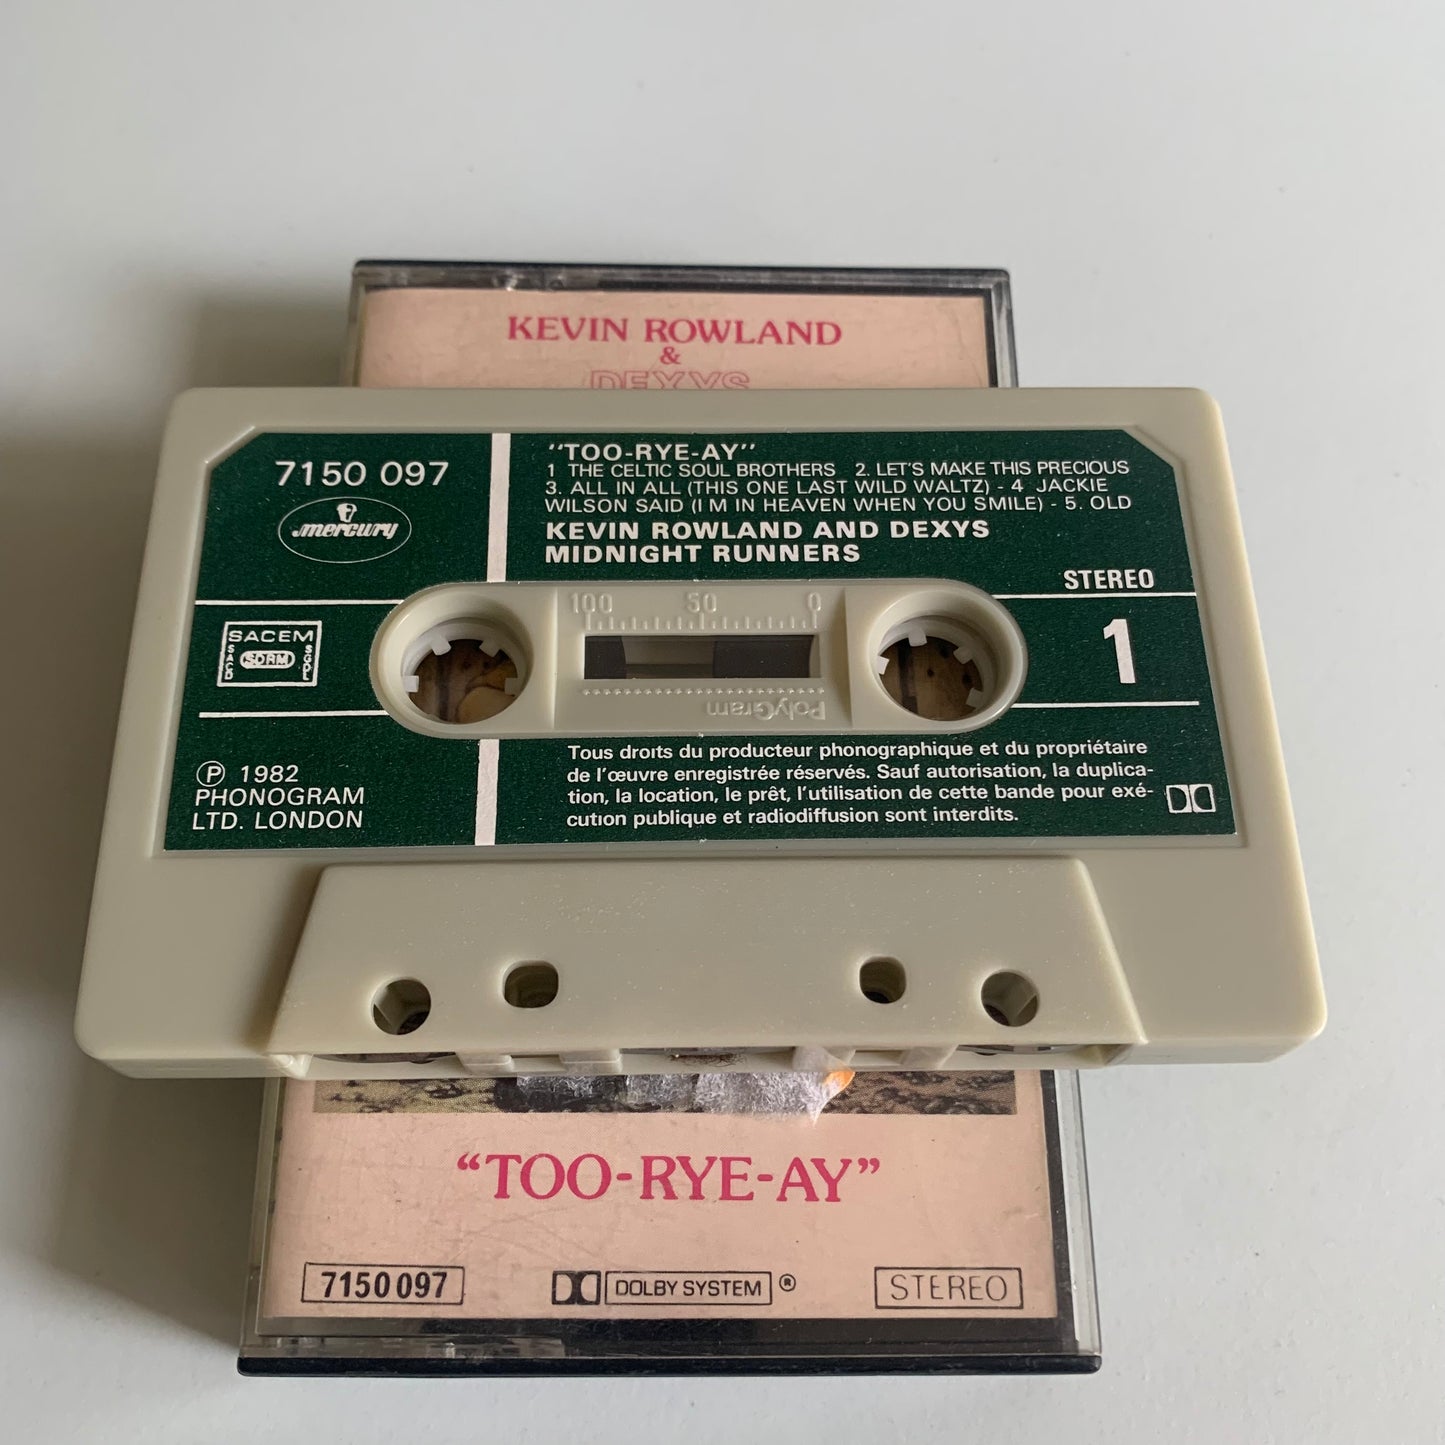 KEVIN ROWLAND
&
DEXYS
7150 097
mercury
"TOO-RYE-AY"
1 THE CELTIC SOUL BROTHERS 2. LET'S MAKE THIS PRECIOUS
3. ALL IN ALL (THIS ONE LAST WILD WALTZ) - 4 JACKIE
WILSON SAID (I M IN HEAVEN WHEN YOU SMILE) - 5. OLD
KEVIN ROWLAND AND DEXYS
MIDNIGHT RUNNERS
STEREO
100 50 0
SACEM
SACD SDRM SGDL
1
PolyGram
Ⓟ 1982
PHONOGRAM
LTD. LONDON
Tous droits du producteur phonographique et du propriétaire
de l'œuvre enregistrée réservés. Sauf autorisation, la duplica-
tion, la location, le prêt, l'utilisation de cette bande pour exé-
cution publique et radiodiffusion sont interdits.
“TOO-RYE-AY”
7150 097
DOLBY SYSTEM ®
STEREO